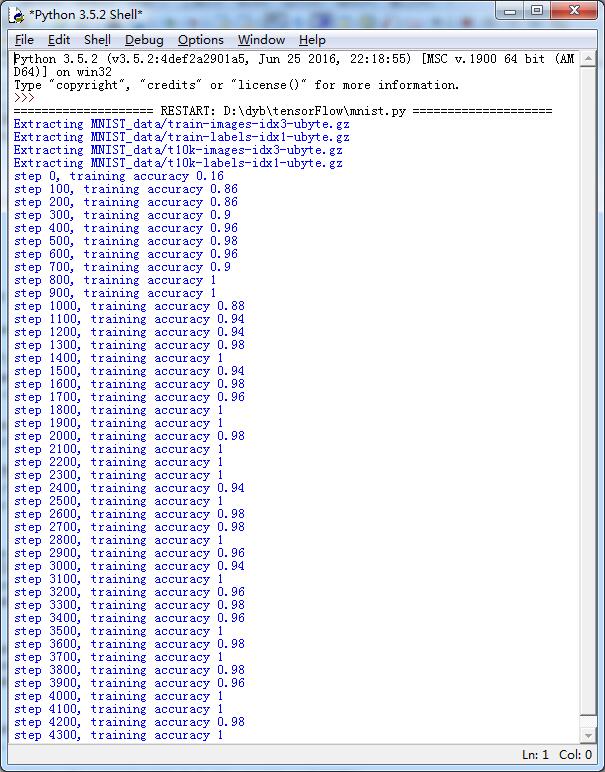 *Python 3.5.2 Shell*
File Edit Shell Debug Options Window Help
Python 3.5.2 (v3.5.2:4def2a2901a5, Jun 25 2016, 22:18:55) [MSC v.1900 64 bit (AM
D64)] on win32
Type "copyright", "credits" or "license()" for more information.
>>>
==================== RESTART: D:\dyb\tensorFlow\mnist.py ====================
Extracting MNIST_data/train-images-idx3-ubyte.gz
Extracting MNIST_data/train-labels-idx1-ubyte.gz
Extracting MNIST_data/t10k-images-idx3-ubyte.gz
Extracting MNIST_data/t10k-labels-idx1-ubyte.gz
step 0, training accuracy 0.16
step 100, training accuracy 0.86
step 200, training accuracy 0.86
step 300, training accuracy 0.9
step 400, training accuracy 0.96
step 500, training accuracy 0.98
step 600, training accuracy 0.96
step 700, training accuracy 0.9
step 800, training accuracy 1
step 900, training accuracy 1
step 1000, training accuracy 0.88
step 1100, training accuracy 0.94
step 1200, training accuracy 0.94
step 1300, training accuracy 0.98
step 1400, training accuracy 1
step 1500, training accuracy 0.94
step 1600, training accuracy 0.98
step 1700, training accuracy 0.96
step 1800, training accuracy 1
step 1900, training accuracy 1
step 2000, training accuracy 0.98
step 2100, training accuracy 1
step 2200, training accuracy 1
step 2300, training accuracy 1
step 2400, training accuracy 0.94
step 2500, training accuracy 1
step 2600, training accuracy 0.98
step 2700, training accuracy 0.98
step 2800, training accuracy 1
step 2900, training accuracy 0.96
step 3000, training accuracy 0.94
step 3100, training accuracy 1
step 3200, training accuracy 0.96
step 3300, training accuracy 0.98
step 3400, training accuracy 0.96
step 3500, training accuracy 1
step 3600, training accuracy 0.98
step 3700, training accuracy 1
step 3800, training accuracy 0.98
step 3900, training accuracy 0.96
step 4000, training accuracy 1
step 4100, training accuracy 1
step 4200, training accuracy 0.98
step 4300, training accuracy 1
Ln: 1 Col: 0